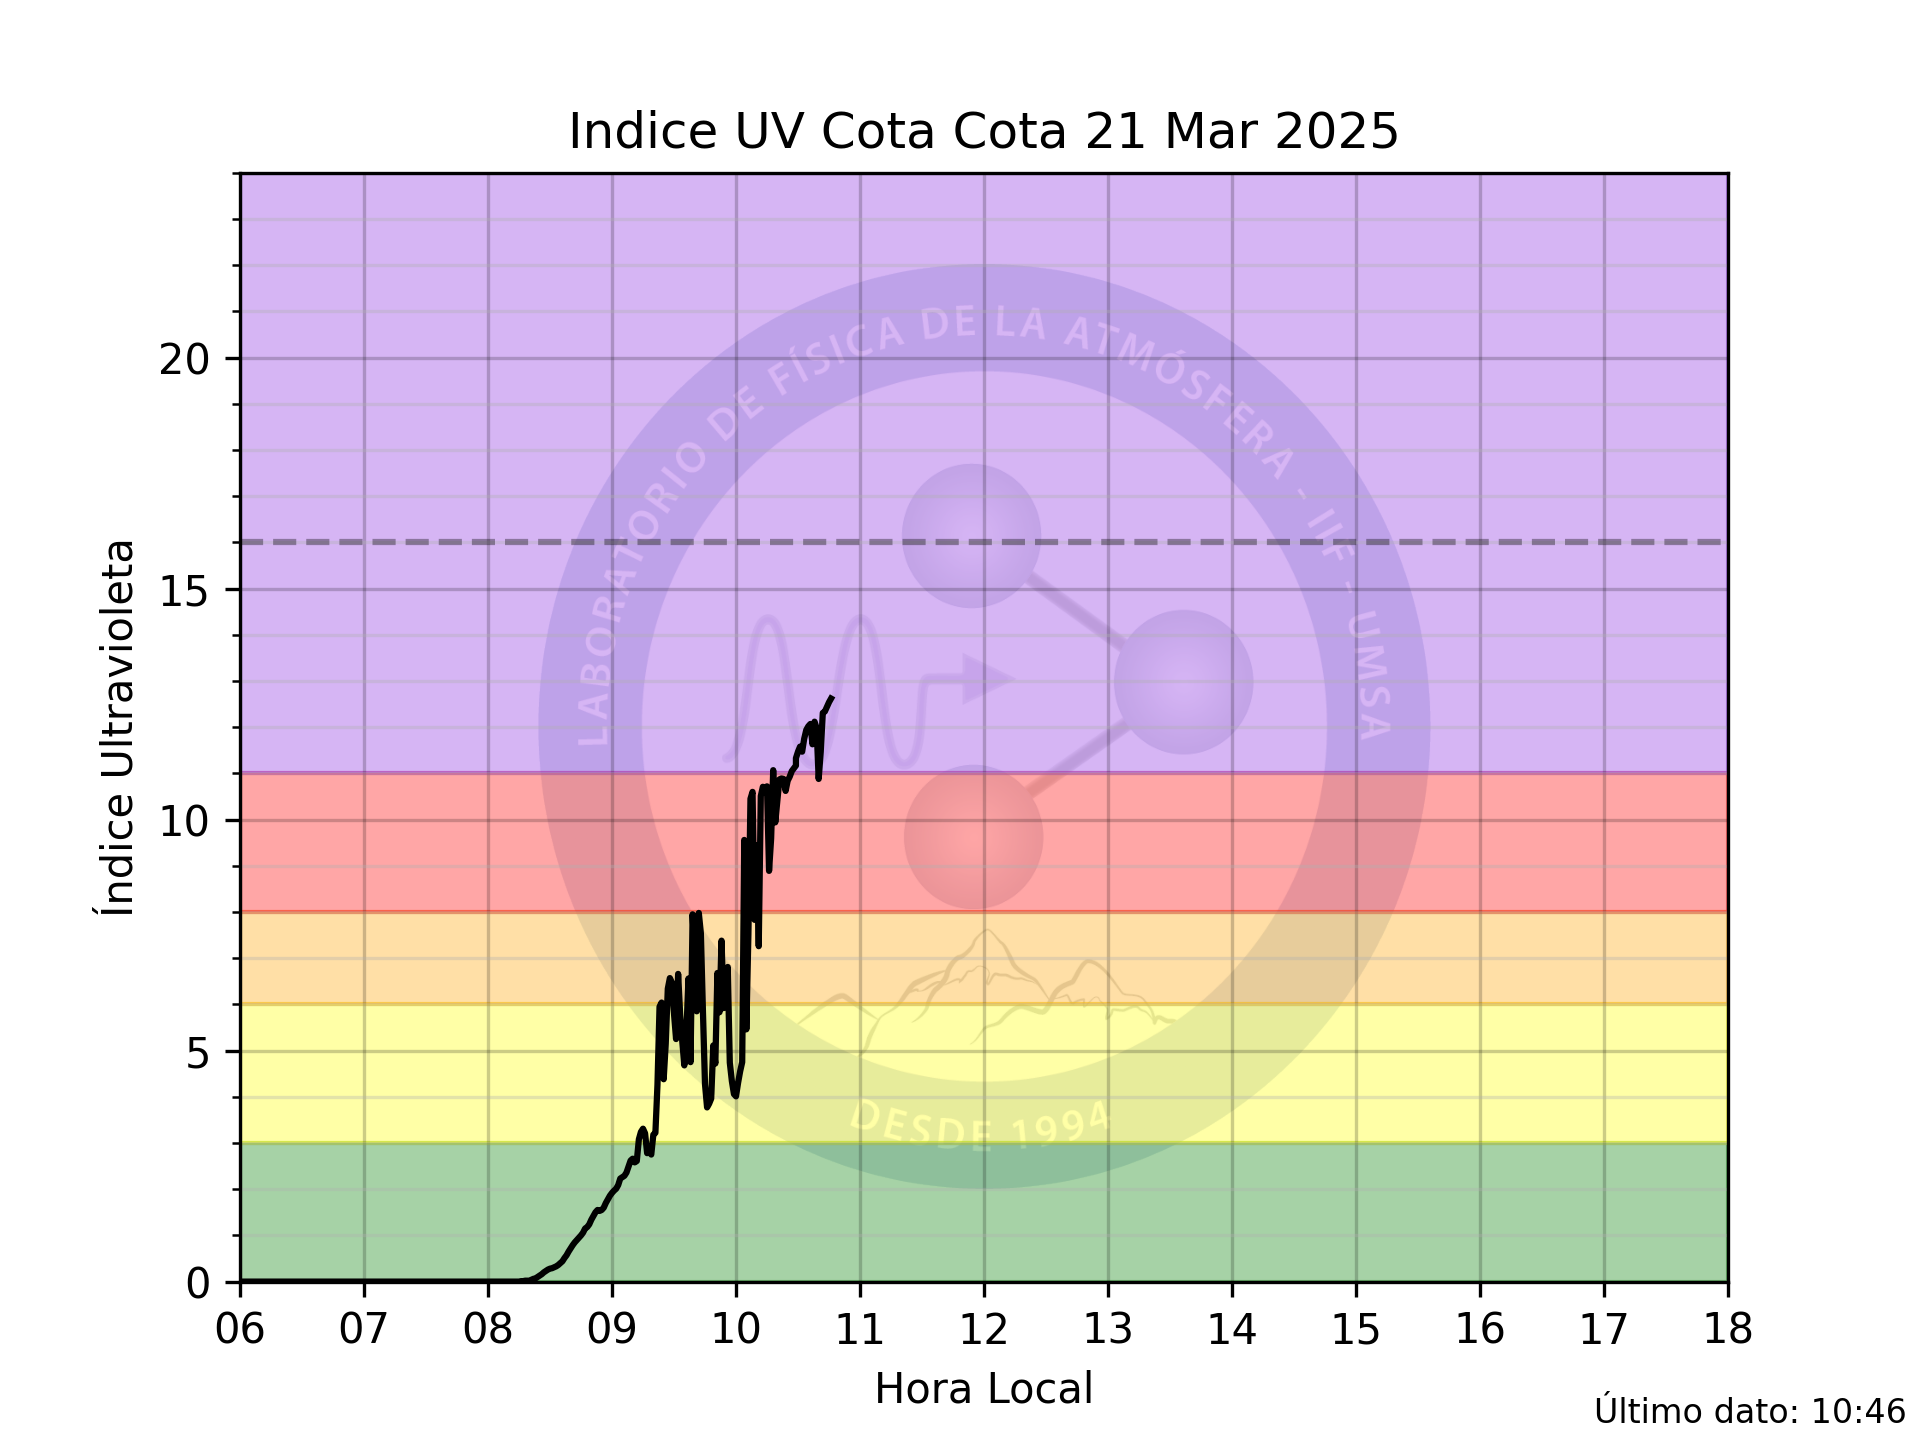 Indice UV Cota Cota 21 Mar 2025
Índice Ultravioleta
20
15
10
5
0
LABORATORIO DE FÍSICA DE LA ATMÓSFERA - IIF - UMSA
DESDE 1994
06 07 08 09 10 11 12 13 14 15 16 17 18
Hora Local
Último dato: 10:46